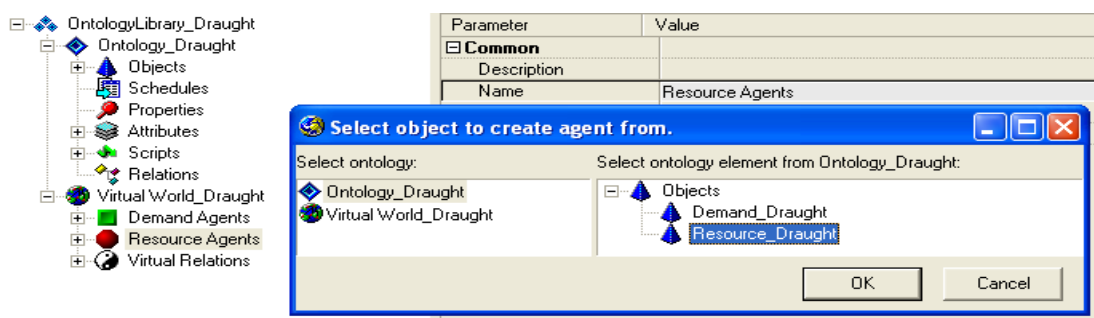 OntologyLibrary_Draught
Ontology_Draught
Objects
Schedules
Properties
Attributes
Scripts
Relations
Virtual World_Draught
Demand Agents
Resource Agents
Virtual Relations
Parameter Value
Common
Description
Name Resource Agents
Select object to create agent from.
Select ontology: Select ontology element from Ontology_Draught:
Ontology_Draught Objects
Virtual World_Draught Demand_Draught
Resource_Draught
OK Cancel